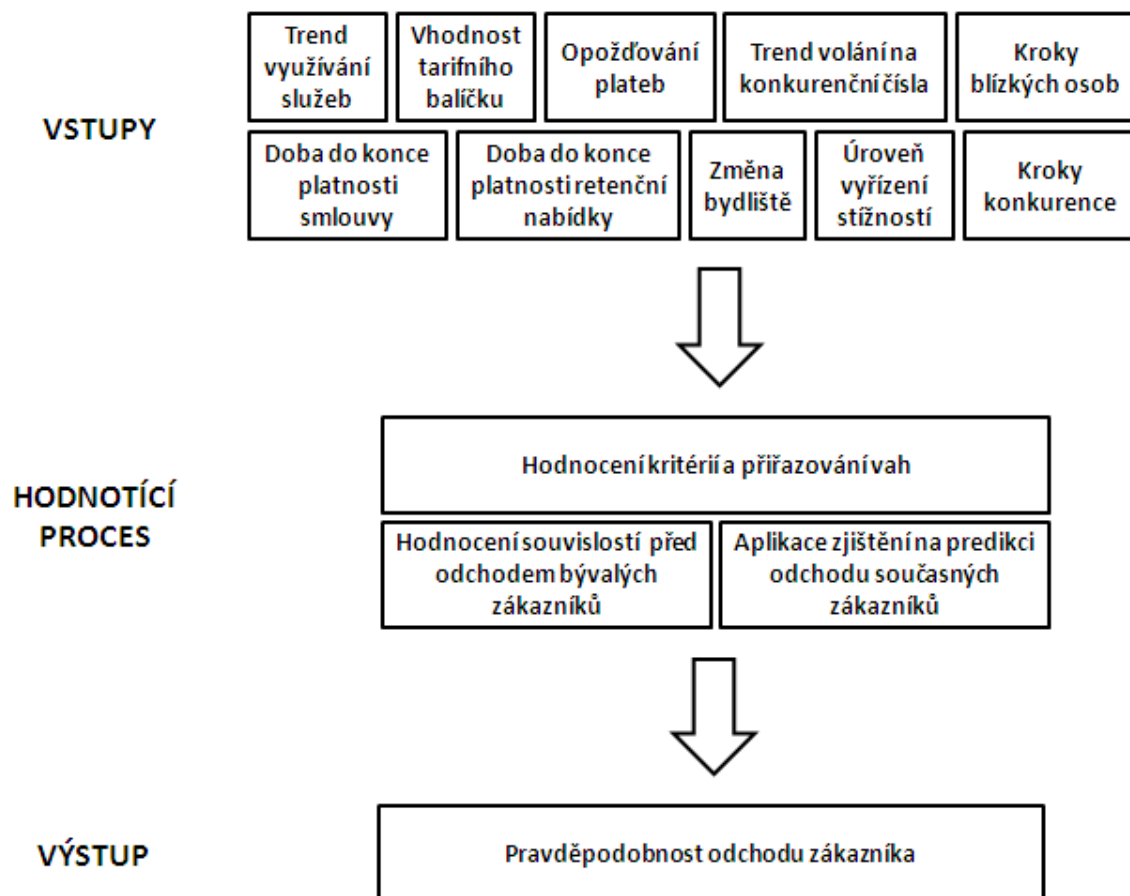 VSTUPY
Trend
využívání
služeb
Vhodnost
tarifního
balíčku
Opožďování
plateb
Trend volání na
konkurenční čísla
Kroky
blízkých osob
Doba do konce
platnosti
smlouvy
Doba do konce
platnosti retenční
nabídky
Změna
bydliště
Úroveň
vyřízení
stížností
Kroky
konkurence
HODNOTÍCÍ
PROCES
Hodnocení kritérií a přiřazování vah
Hodnocení souvislostí před
odchodem bývalých
zákazníků
Aplikace zjištění na predikci
odchodu současných
zákazníků
VÝSTUP
Pravděpodobnost odchodu zákazníka